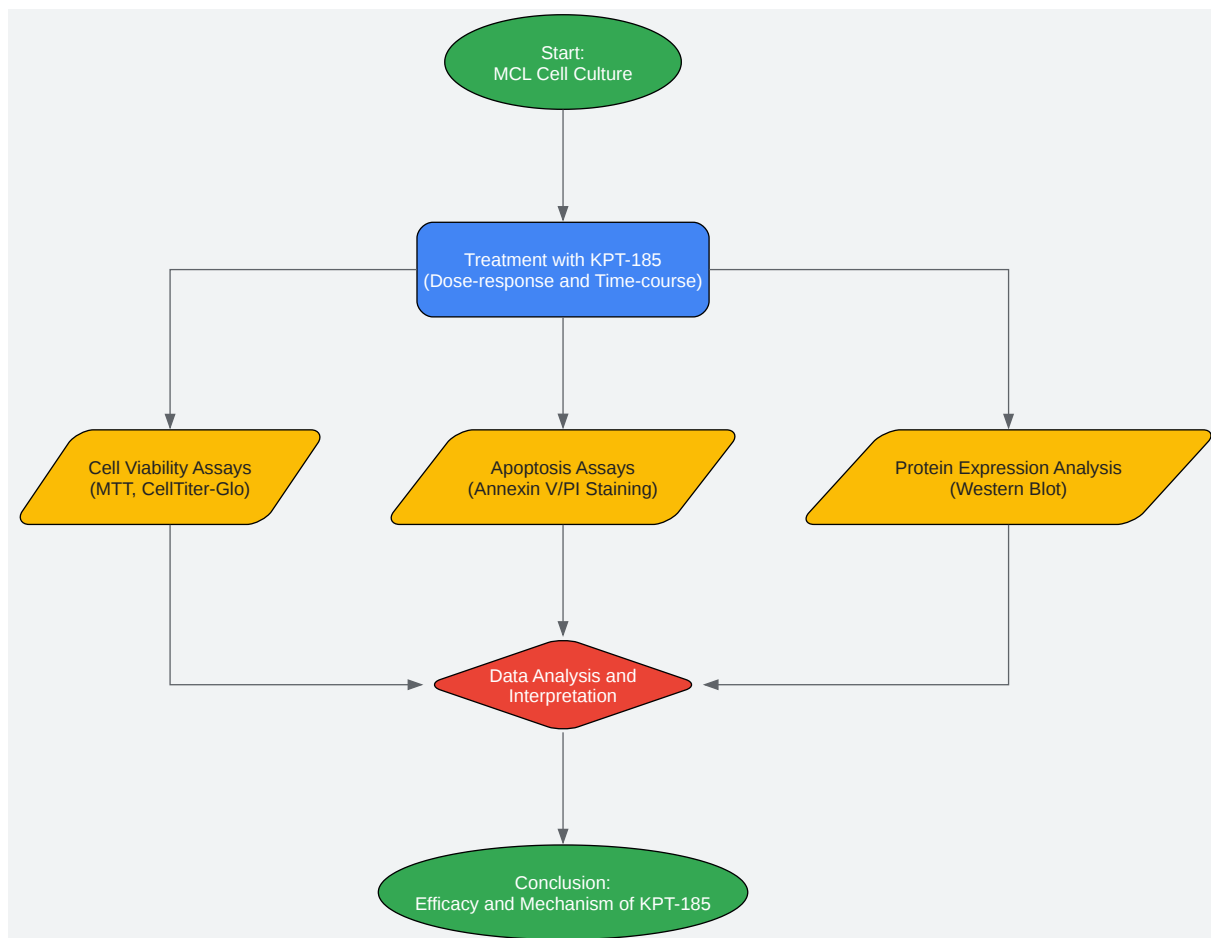 Start:
MCL Cell Culture
Treatment with KPT-185
(Dose-response and Time-course)
Cell Viability Assays
(MTT, CellTiter-Glo)
Apoptosis Assays
(Annexin V/PI Staining)
Protein Expression Analysis
(Western Blot)
Data Analysis and
Interpretation
Conclusion:
Efficacy and Mechanism of KPT-185